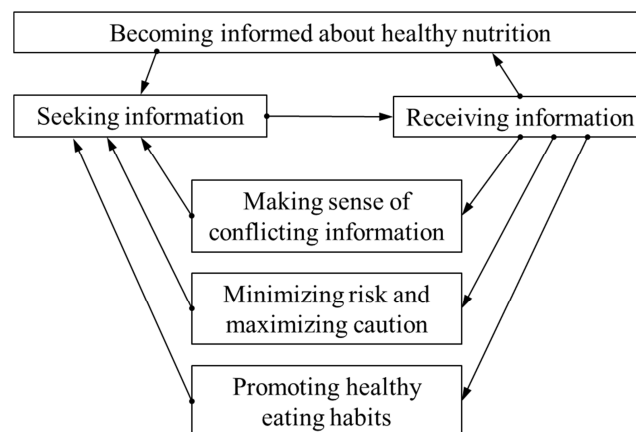 Becoming informed about healthy nutrition
Seeking information
Receiving information
Making sense of
conflicting information
Minimizing risk and
maximizing caution
Promoting healthy
eating habits